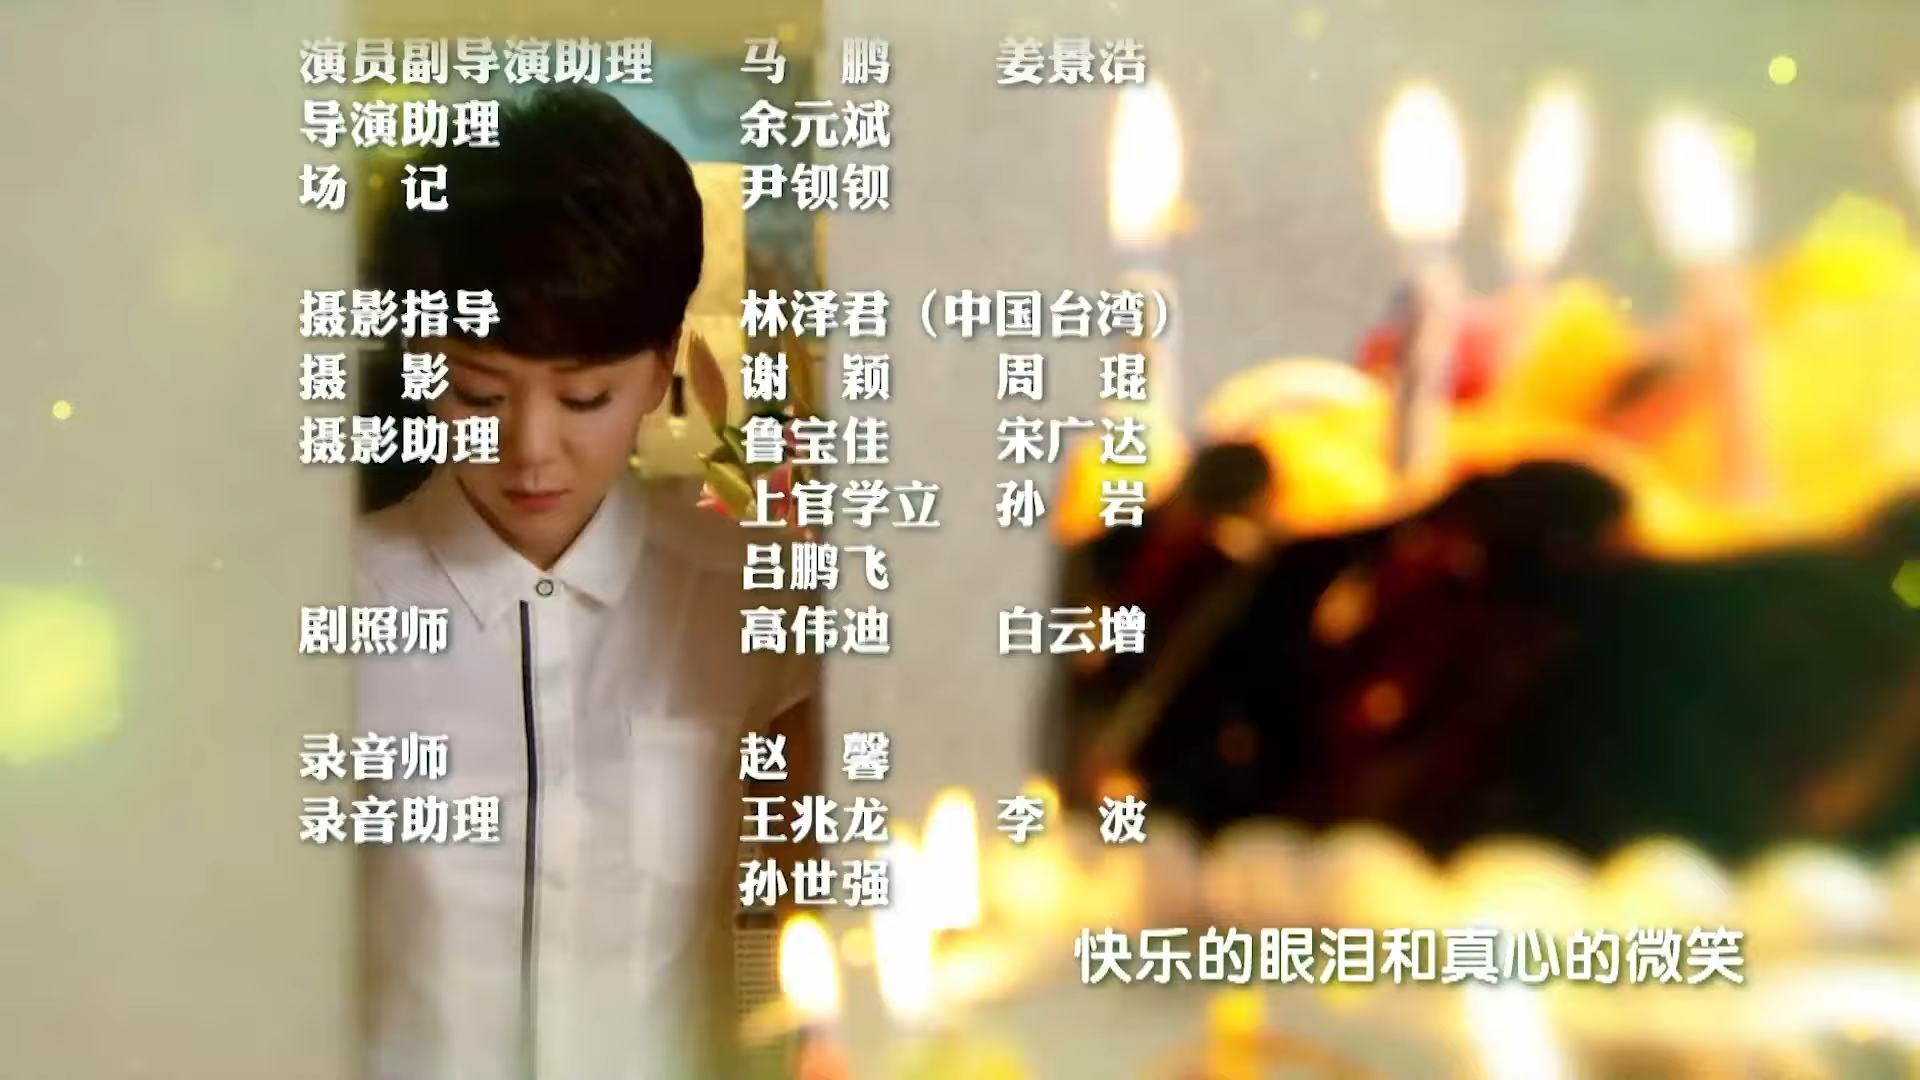 演员副导演助理 马 鹏 姜景浩
导演助理 余元斌
场 记 尹钡钡
摄影指导 林泽君（中国台湾）
摄 影 谢 颖 周 琨
摄影助理 鲁宝佳 宋广达
上官学立 孙 岩
吕鹏飞
剧照师 高伟迪 白云增
录音师 赵 馨
录音助理 王兆龙 李 波
孙世强
快乐的眼泪和真心的微笑